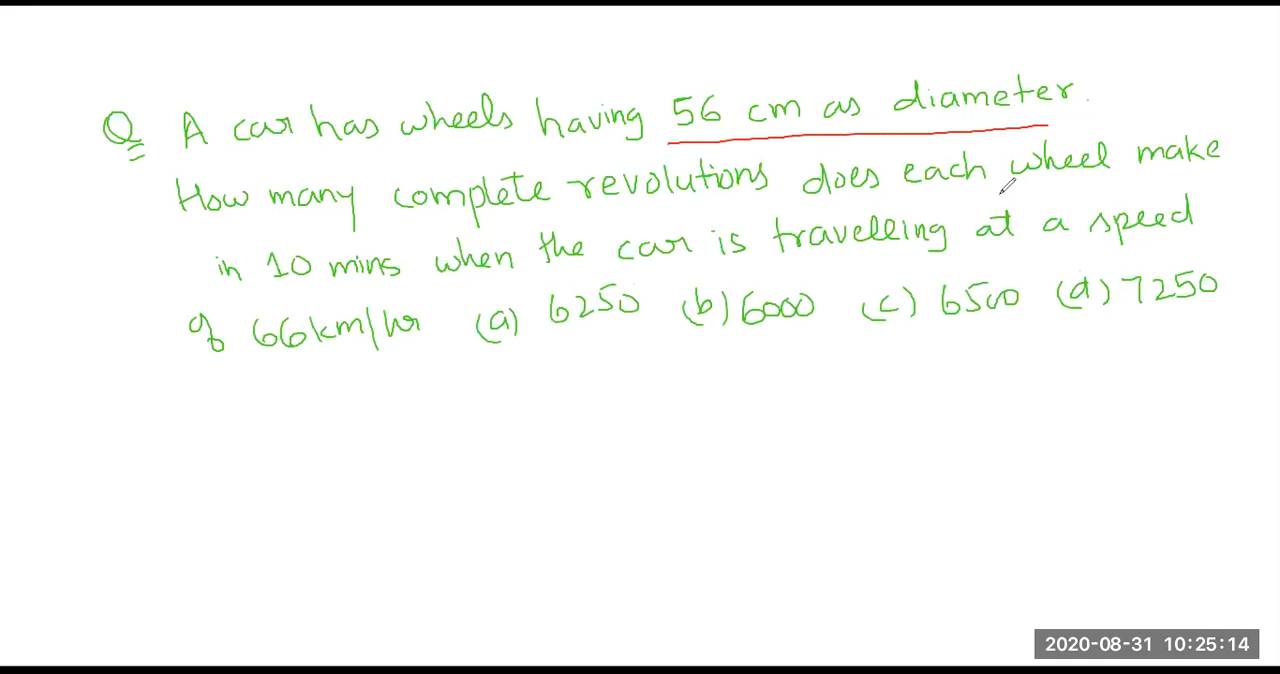 Q A car has wheels having 56 cm as diameter.
How many complete revolutions does each wheel make
in 10 mins when the car is travelling at a speed
of 66km/hr (a) 6250 (b) 6000 (c) 6500 (d) 7250
2020-08-31 10:25:14